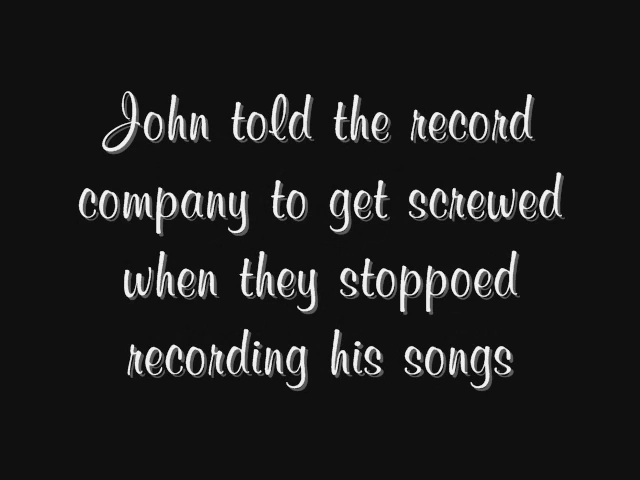 John told the record
company to get screwed
when they stoppoed
recording his songs